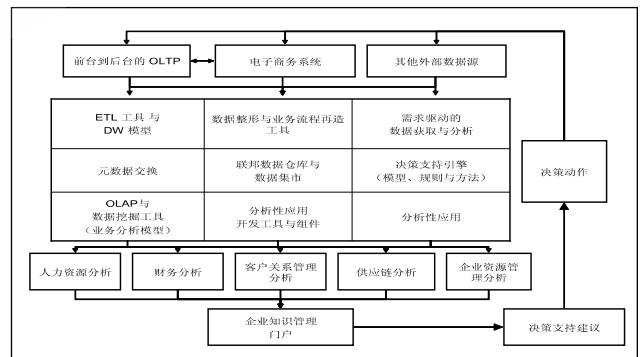 前台到后台的 OLTP
电子商务系统
其他外部数据源
ETL 工具 与
DW 模型
数据整形与业务流程再造
工具
需求驱动的
数据获取与分析
元数据交换
联邦数据仓库与
数据集市
决策支持引擎
（模型、规则与方法）
决策动作
OLAP与
数据挖掘工具
（业务分析模型）
分析性应用
开发工具与组件
分析性应用
人力资源分析
财务分析
客户关系管理
分析
供应链分析
企业资源管
理分析
企业知识管理
门户
决策支持建议